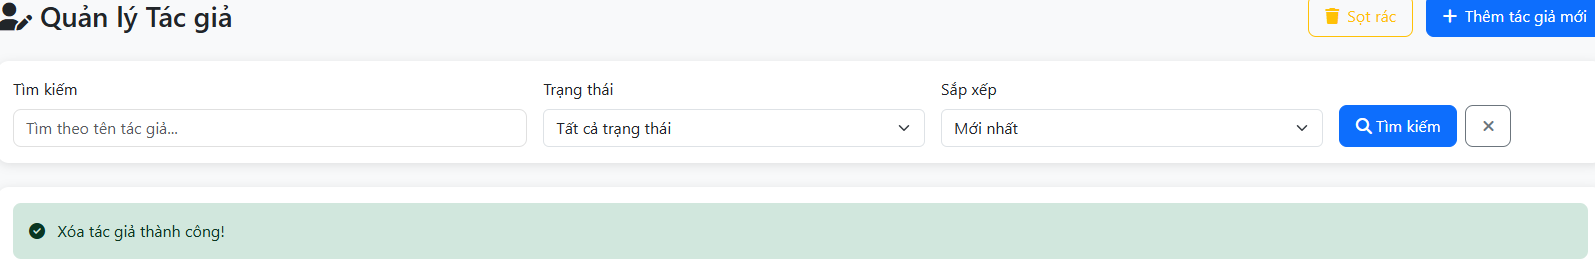 Quản lý Tác giả
Sọt rác
Thêm tác giả mới
Tìm kiếm
Trạng thái
Sắp xếp
Tìm theo tên tác giả...
Tất cả trạng thái
Mới nhất
Tìm kiếm
Xóa tác giả thành công!